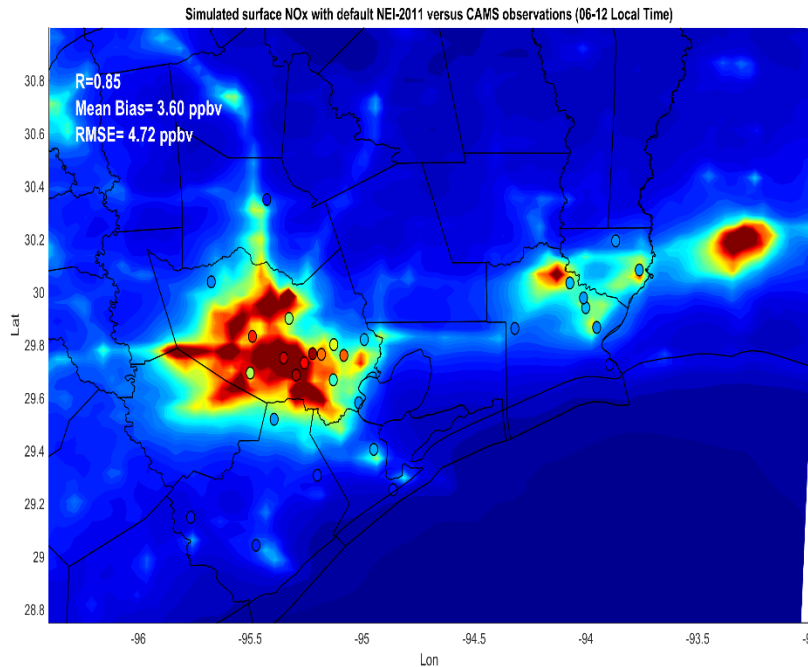 Simulated surface NOx with default NEI-2011 versus CAMS observations (06-12 Local Time)
R=0.85
Mean Bias= 3.60 ppbv
RMSE= 4.72 ppbv
30.8
30.6
30.4
30.2
30
29.8
29.6
29.4
29.2
29
28.8
Lat
-96
-95.5
-95
-94.5
-94
-93.5
Lon